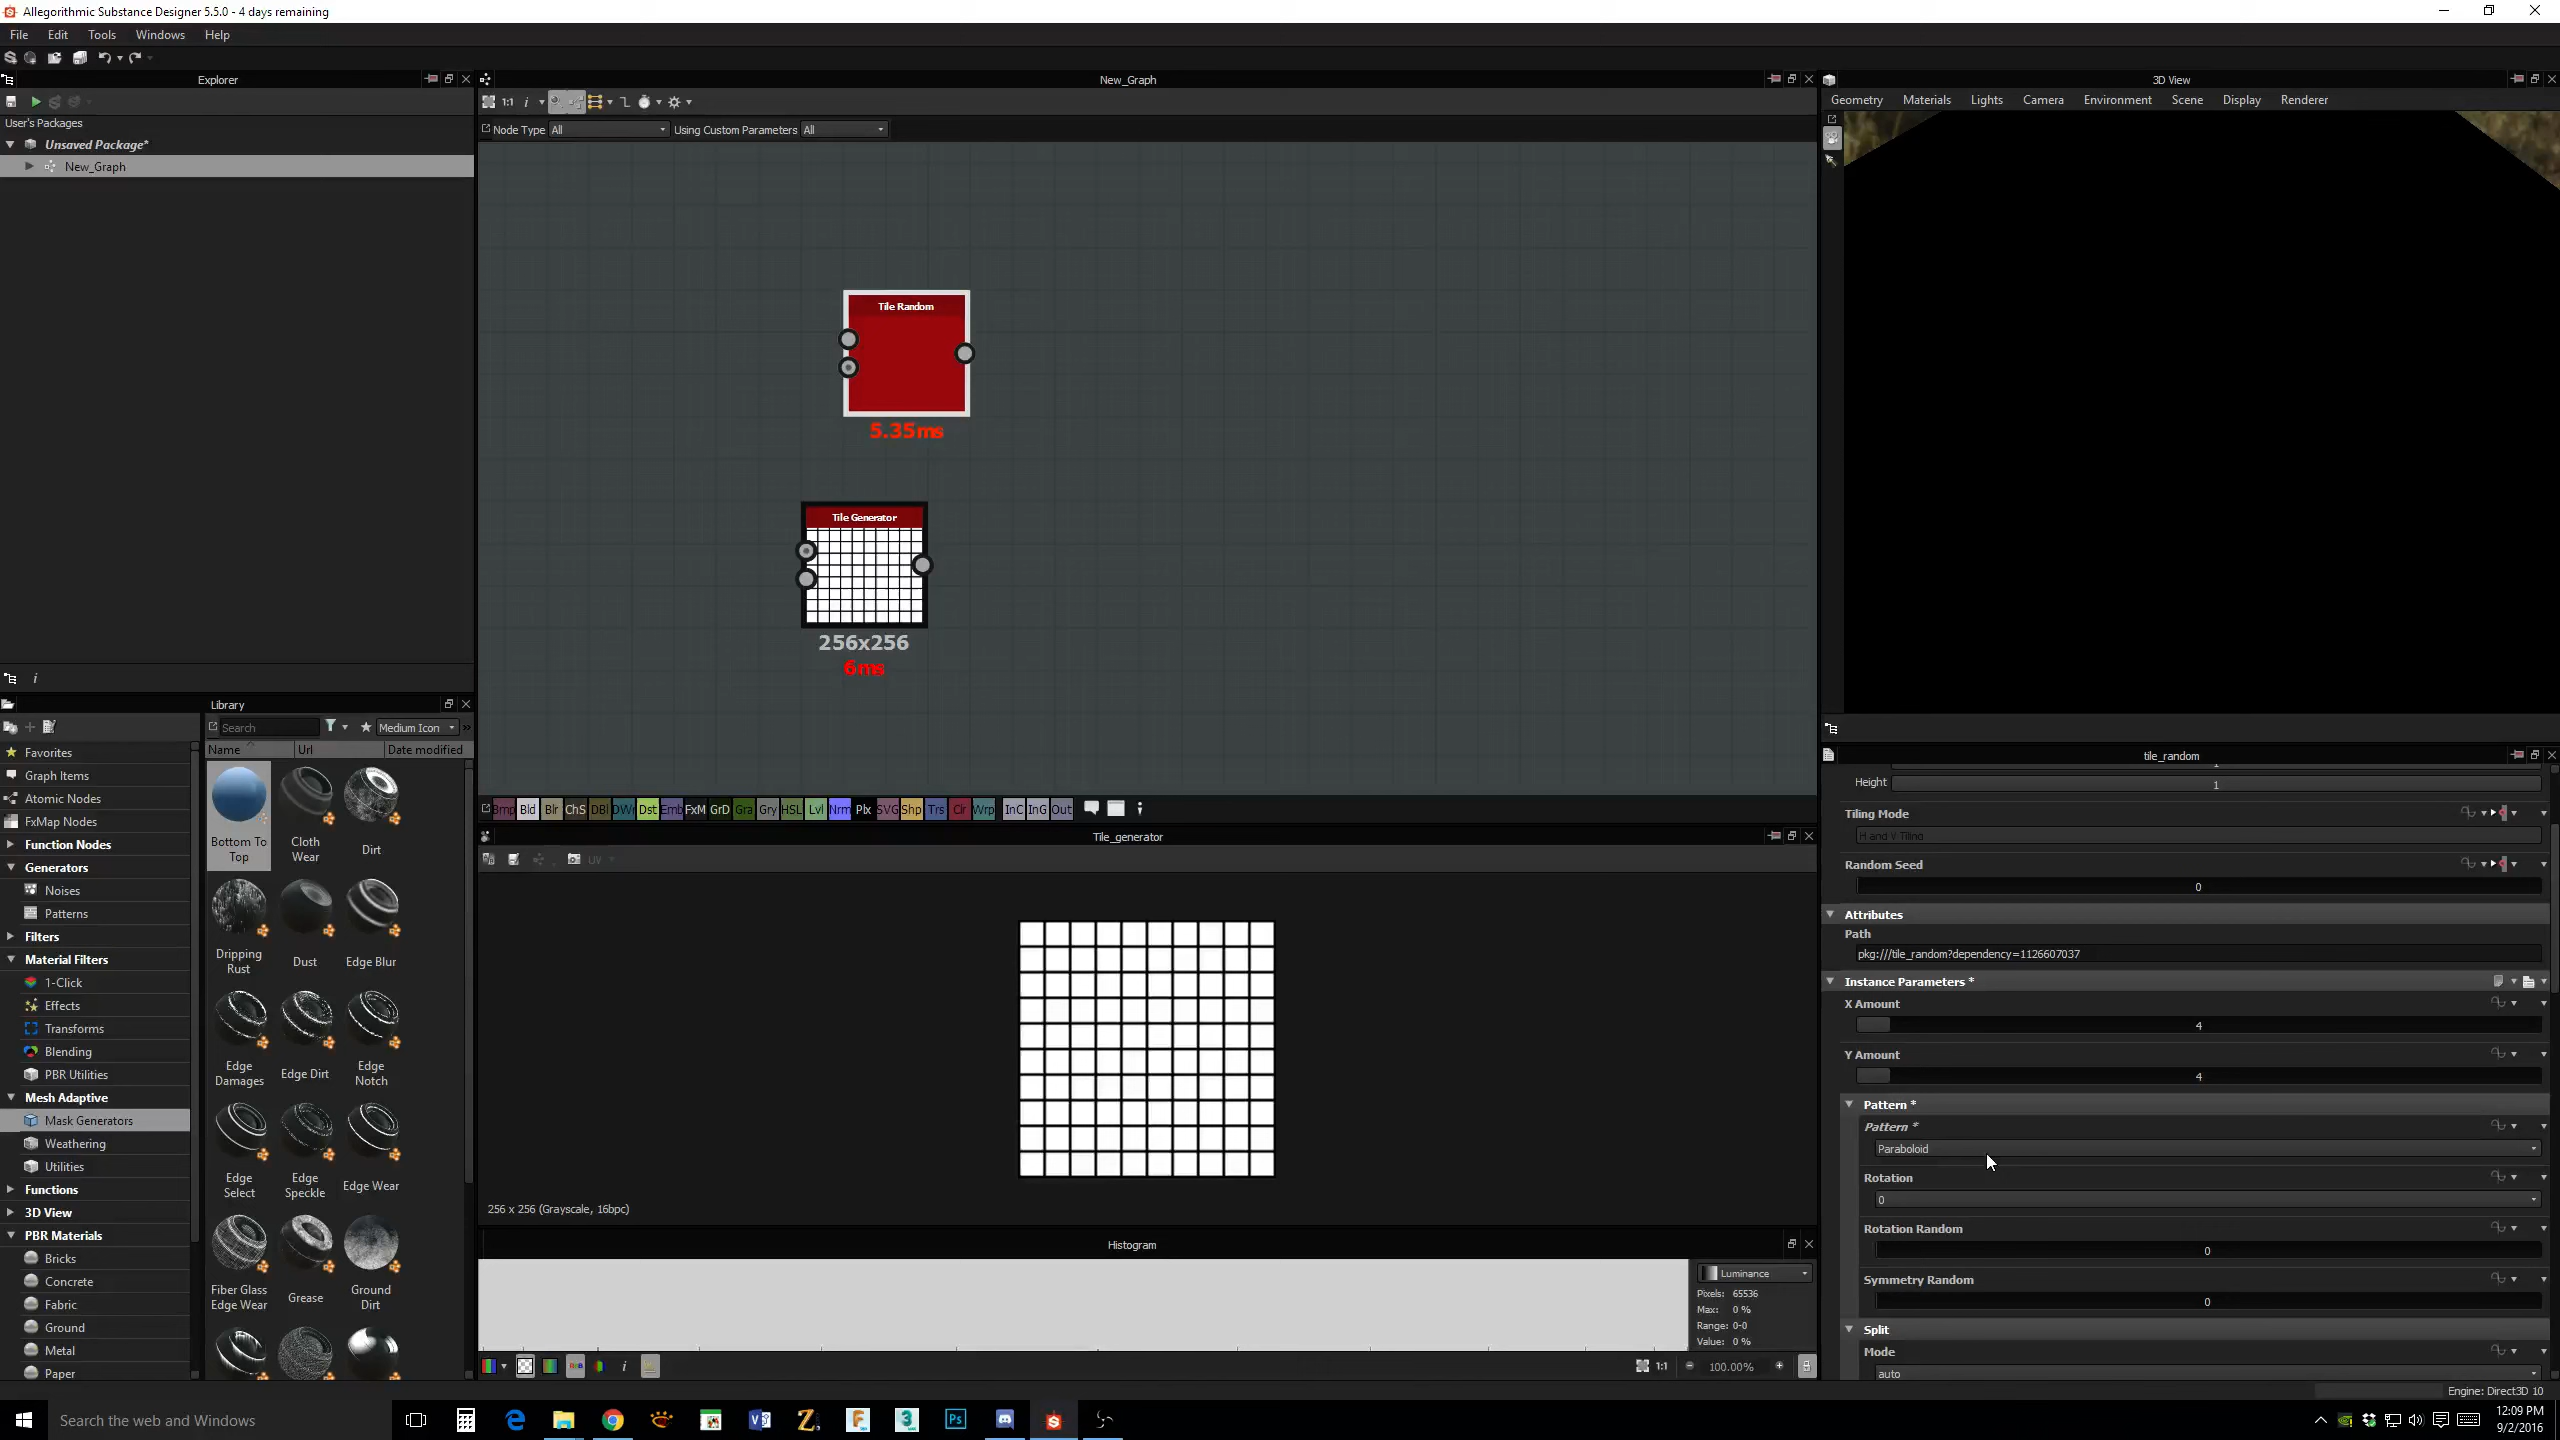 Allegorithmic Substance Designer 5.5.0 - 4 days remaining
File Edit Tools Windows Help
Explorer
User's Packages
Unsaved Package*
New_Graph
New_Graph
1:1
Node Type All Using Custom Parameters All
Tile Random
5.35ms
Tile Generator
256x256
6ms
3D View
Geometry Materials Lights Camera Environment Scene Display Renderer
Library
Search
Medium Icon
Name Url Date modified
Favorites
Graph Items
Atomic Nodes
FxMap Nodes
Function Nodes
Generators
Noises
Patterns
Filters
Material Filters
1-Click
Effects
Transforms
Blending
PBR Utilities
Mesh Adaptive
Mask Generators
Weathering
Utilities
Functions
3D View
PBR Materials
Bricks
Concrete
Fabric
Ground
Metal
Paper
Bottom To Top
Cloth Wear
Dirt
Dripping Rust
Dust
Edge Blur
Edge Damages
Edge Dirt
Edge Notch
Edge Select
Edge Speckle
Edge Wear
Fiber Glass Edge Wear
Grease
Ground Dirt
Bmp Bld Blr ChS DBl DWr Dst Emb FxM GrD Gra Gry HSL Lvl Nrm Plx SVG Shp Trs Clr Wrp InC InG Out
Tile_generator
UV
256 x 256 (Grayscale, 16bpc)
Histogram
Luminance
Pixels: 65536
Max: 0 %
Range: 0-0
Value: 0 %
1:1
100.00%
tile_random
Height
1
Tiling Mode
H and V Tiling
Random Seed
0
Attributes
Path
pkg:///tile_random?dependency=1126607037
Instance Parameters *
X Amount
4
Y Amount
4
Pattern *
Pattern *
Paraboloid
Rotation
0
Rotation Random
0
Symmetry Random
0
Split
Mode
auto
Engine: Direct3D 10
Search the web and Windows
12:09 PM
9/2/2016